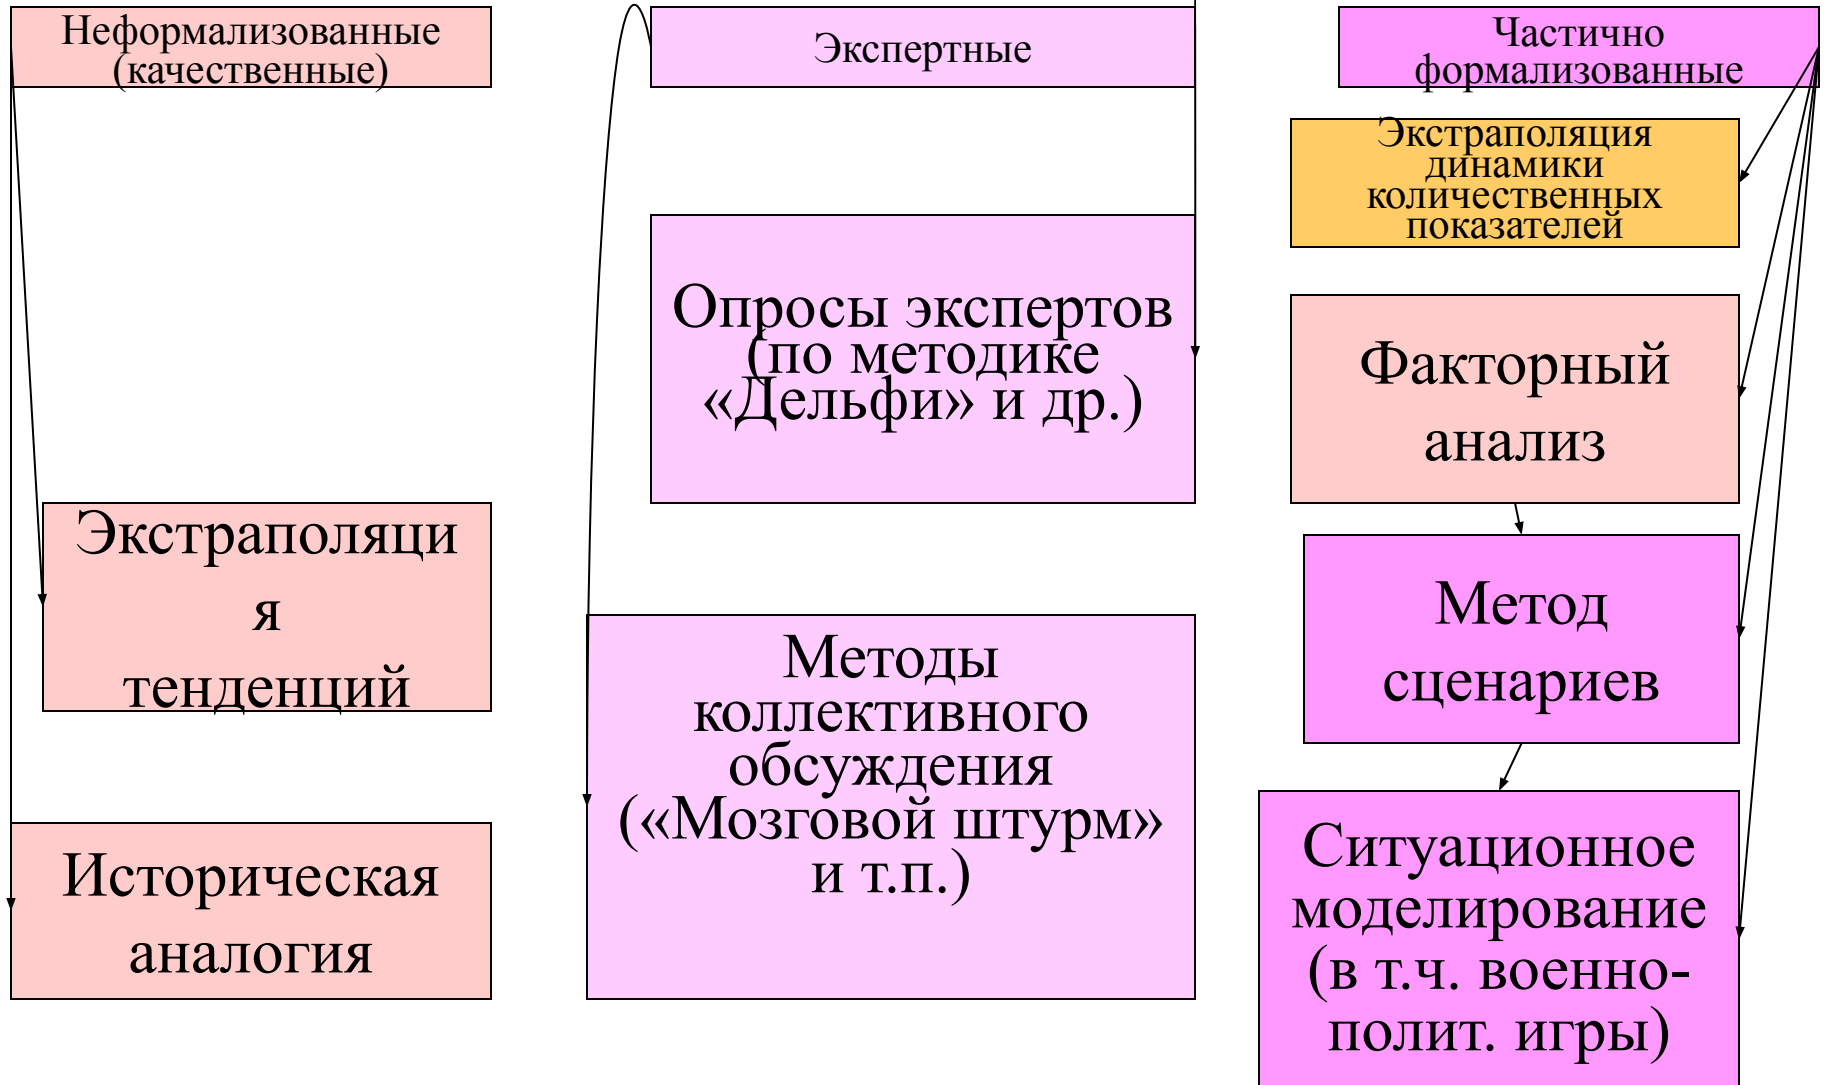 Неформализованные
(качественные)
Экстраполяци
я
тенденций
Историческая
аналогия
Экспертные
Опросы экспертов
(по методике
«Дельфи» и др.)
Методы
коллективного
обсуждения
(«Мозговой штурм»
и т.п.)
Частично
формализованные
Экстраполяция
динамики
количественных
показателей
Факторный
анализ
Метод
сценариев
Ситуационное
моделирование
(в т.ч. военно-
полит. игры)